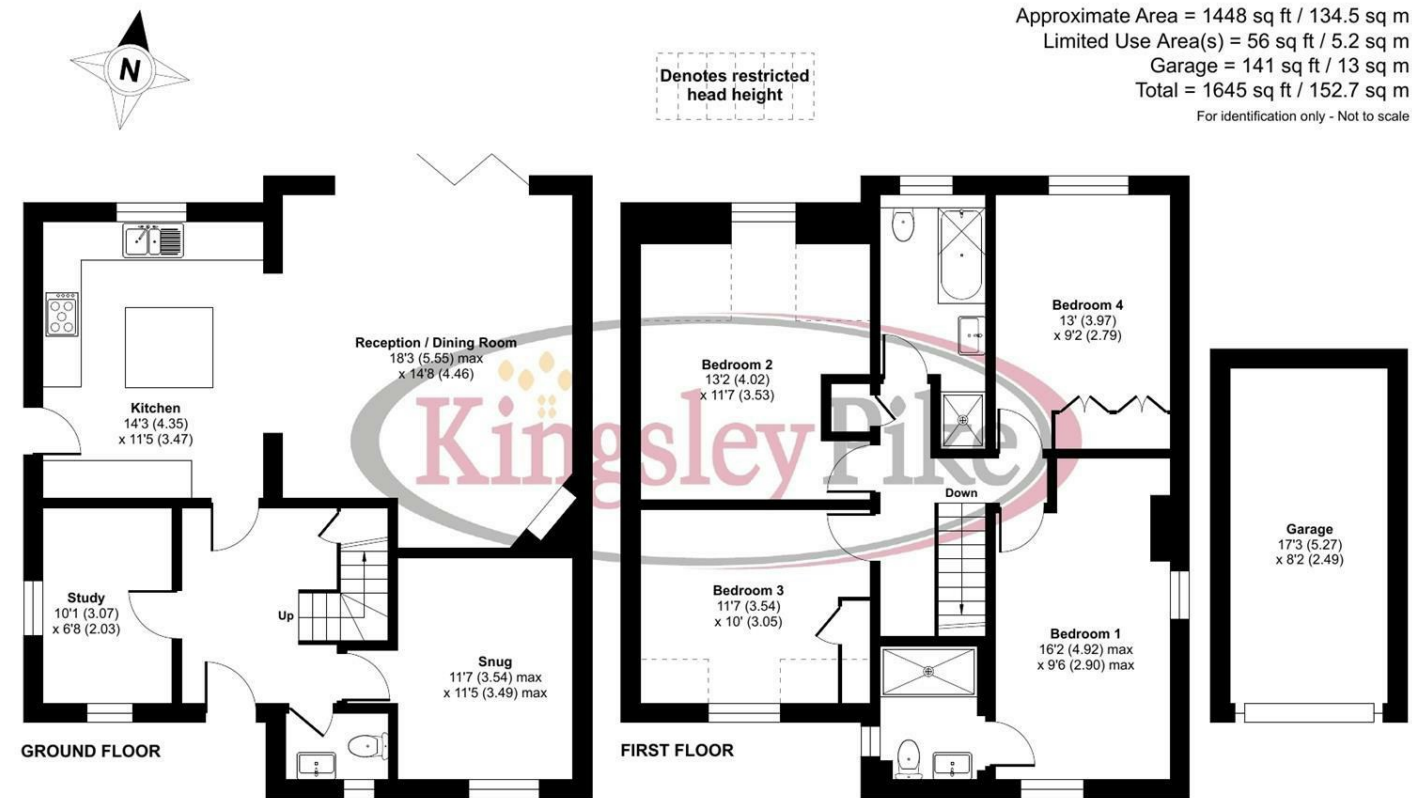 Approximate Area = 1448 sq ft / 134.5 sq m
Limited Use Area(s) = 56 sq ft / 5.2 sq m
Garage = 141 sq ft / 13 sq m
Total = 1645 sq ft / 152.7 sq m
For identification only - Not to scale
N
Denotes restricted
head height
Kitchen
14'3 (4.35)
x 11'5 (3.47)
Reception / Dining Room
18'3 (5.55) max
x 14'8 (4.46)
Study
10'1 (3.07)
x 6'8 (2.03)
Up
Snug
11'7 (3.54) max
x 11'5 (3.49) max
GROUND FLOOR
Bedroom 2
13'2 (4.02)
x 11'7 (3.53)
Bedroom 4
13' (3.97)
x 9'2 (2.79)
Down
Bedroom 3
11'7 (3.54)
x 10' (3.05)
Bedroom 1
16'2 (4.92) max
x 9'6 (2.90) max
FIRST FLOOR
Garage
17'3 (5.27)
x 8'2 (2.49)
Kingsley Pike